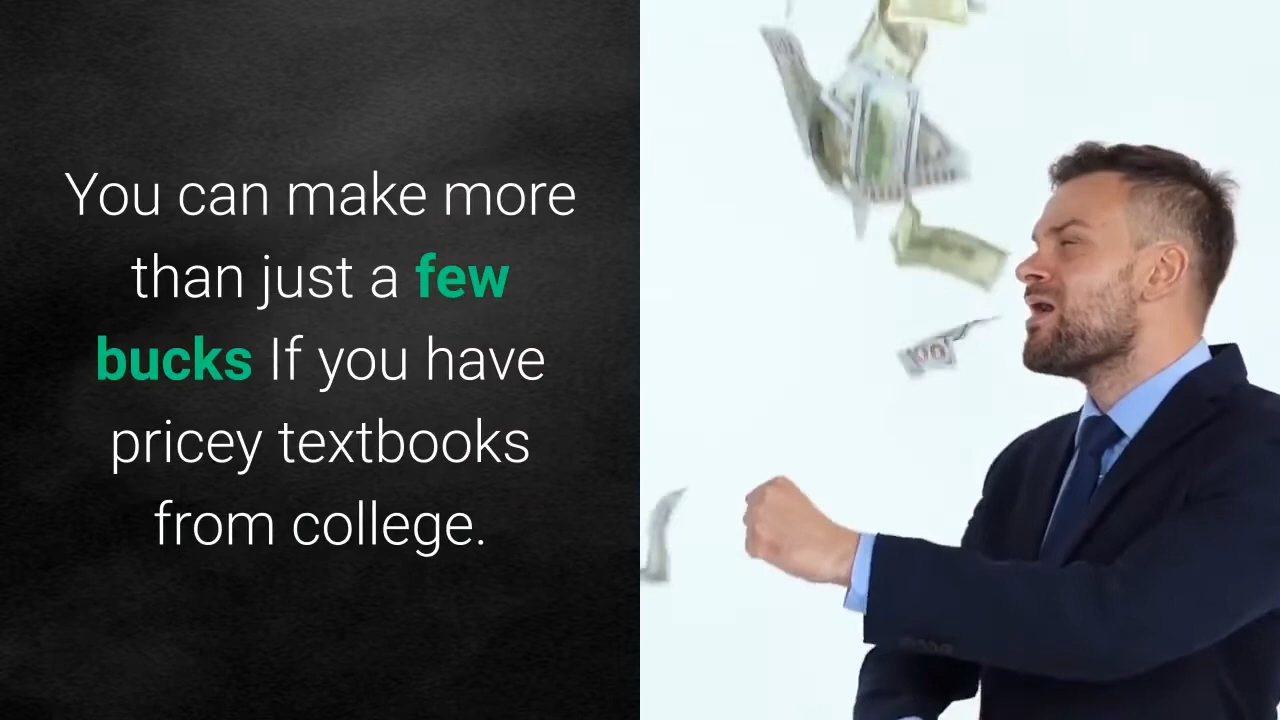 You can make more
than just a few
bucks If you have
pricey textbooks
from college.